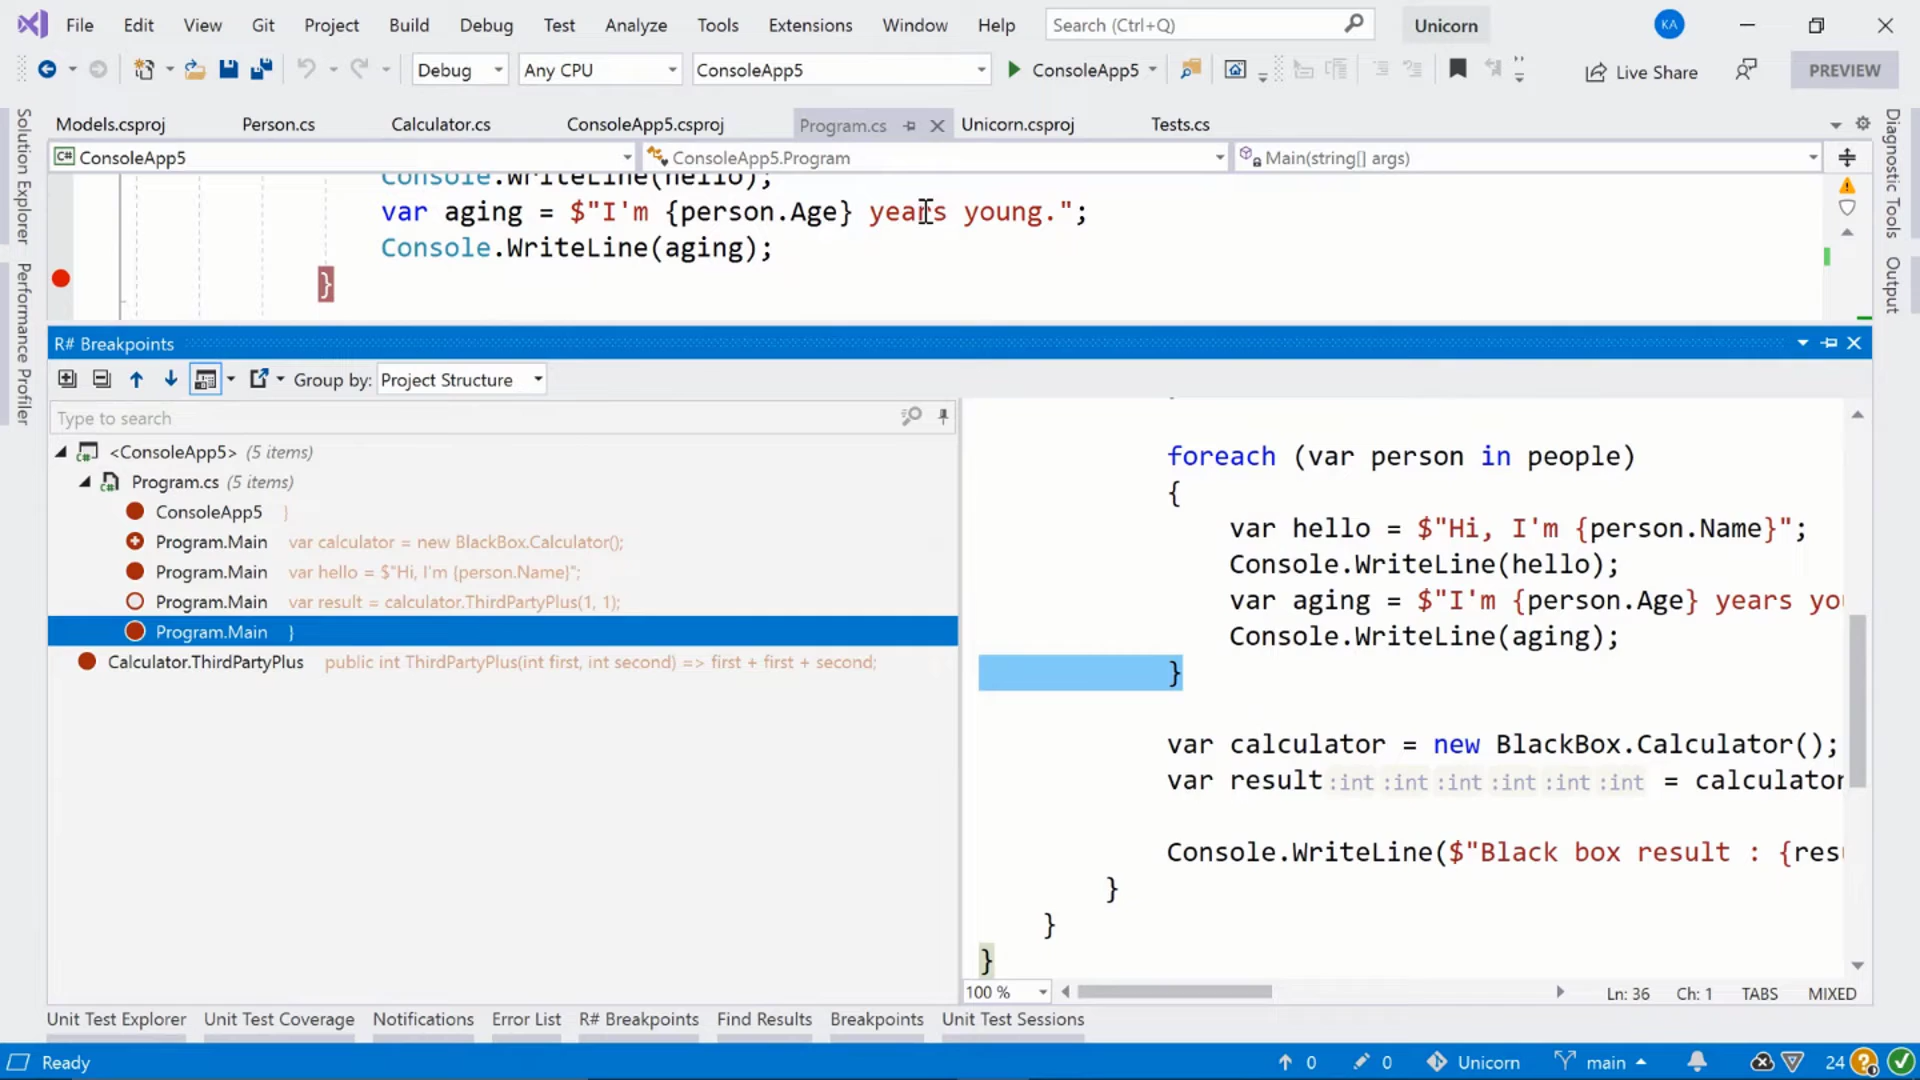 File Edit View Git Project Build Debug Test Analyze Tools Extensions Window Help Search (Ctrl+Q) Unicorn KA
Debug Any CPU ConsoleApp5 ConsoleApp5 Live Share PREVIEW
Models.csproj Person.cs Calculator.cs ConsoleApp5.csproj Program.cs Unicorn.csproj Tests.cs
C# ConsoleApp5 ConsoleApp5.Program Main(string[] args)
Solution Explorer
Performance Profiler
Diagnostic Tools
Output
Console.WriteLine(hello);
var aging = $"I'm {person.Age} years young.";
Console.WriteLine(aging);
}
R# Breakpoints
Group by: Project Structure
Type to search
<ConsoleApp5> (5 items)
Program.cs (5 items)
ConsoleApp5 }
Program.Main var calculator = new BlackBox.Calculator();
Program.Main var hello = $"Hi, I'm {person.Name}";
Program.Main var result = calculator.ThirdPartyPlus(1, 1);
Program.Main }
Calculator.ThirdPartyPlus public int ThirdPartyPlus(int first, int second) => first + first + second;
foreach (var person in people)
{
var hello = $"Hi, I'm {person.Name}";
Console.WriteLine(hello);
var aging = $"I'm {person.Age} years yo
Console.WriteLine(aging);
}
var calculator = new BlackBox.Calculator();
var result :int :int :int :int :int :int = calculator
Console.WriteLine($"Black box result : {res
}
}
}
100 % Ln: 36 Ch: 1 TABS MIXED
Unit Test Explorer Unit Test Coverage Notifications Error List R# Breakpoints Find Results Breakpoints Unit Test Sessions
Ready 0 0 Unicorn main 24